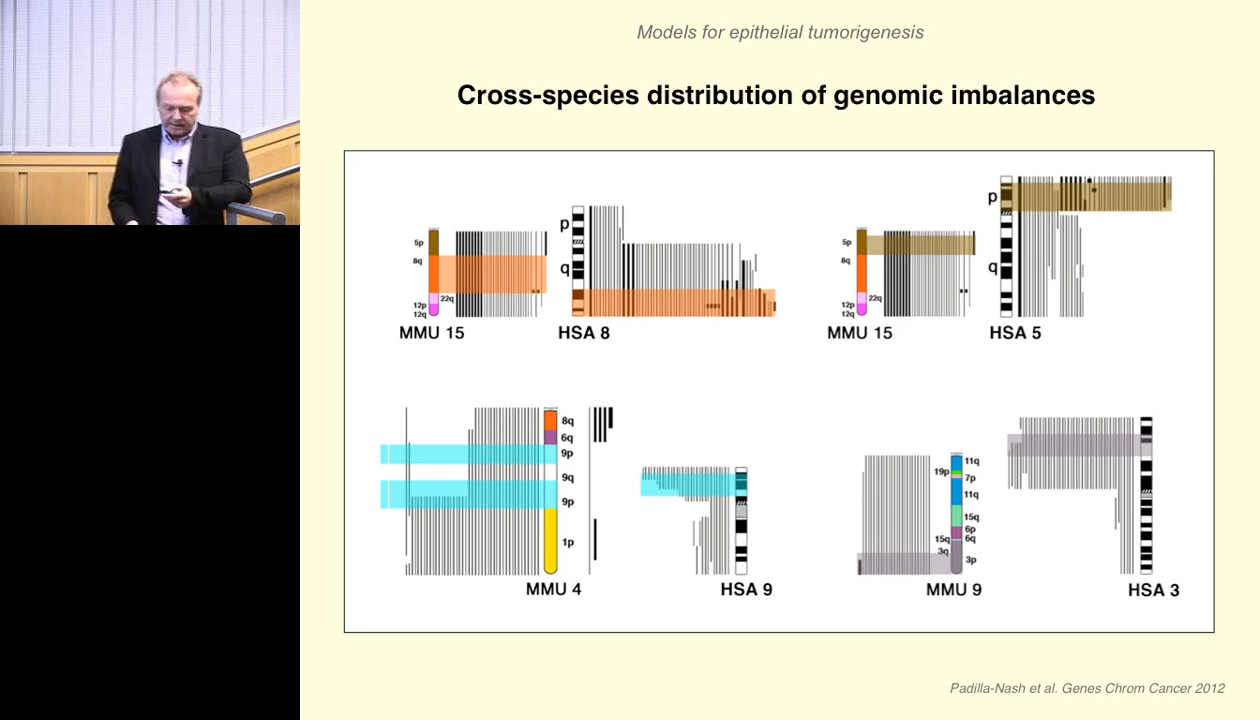 Models for epithelial tumorigenesis
Cross-species distribution of genomic imbalances
5p
8q
22q
12p
12q
MMU 15
p
q
HSA 8
5p
8q
22q
12p
12q
MMU 15
p
q
HSA 5
8q
6q
9p
9q
9p
1p
MMU 4
HSA 9
11q
19p
7p
11q
15q
6p
15q
6q
3q
3p
MMU 9
HSA 3
Padilla-Nash et al. Genes Chrom Cancer 2012